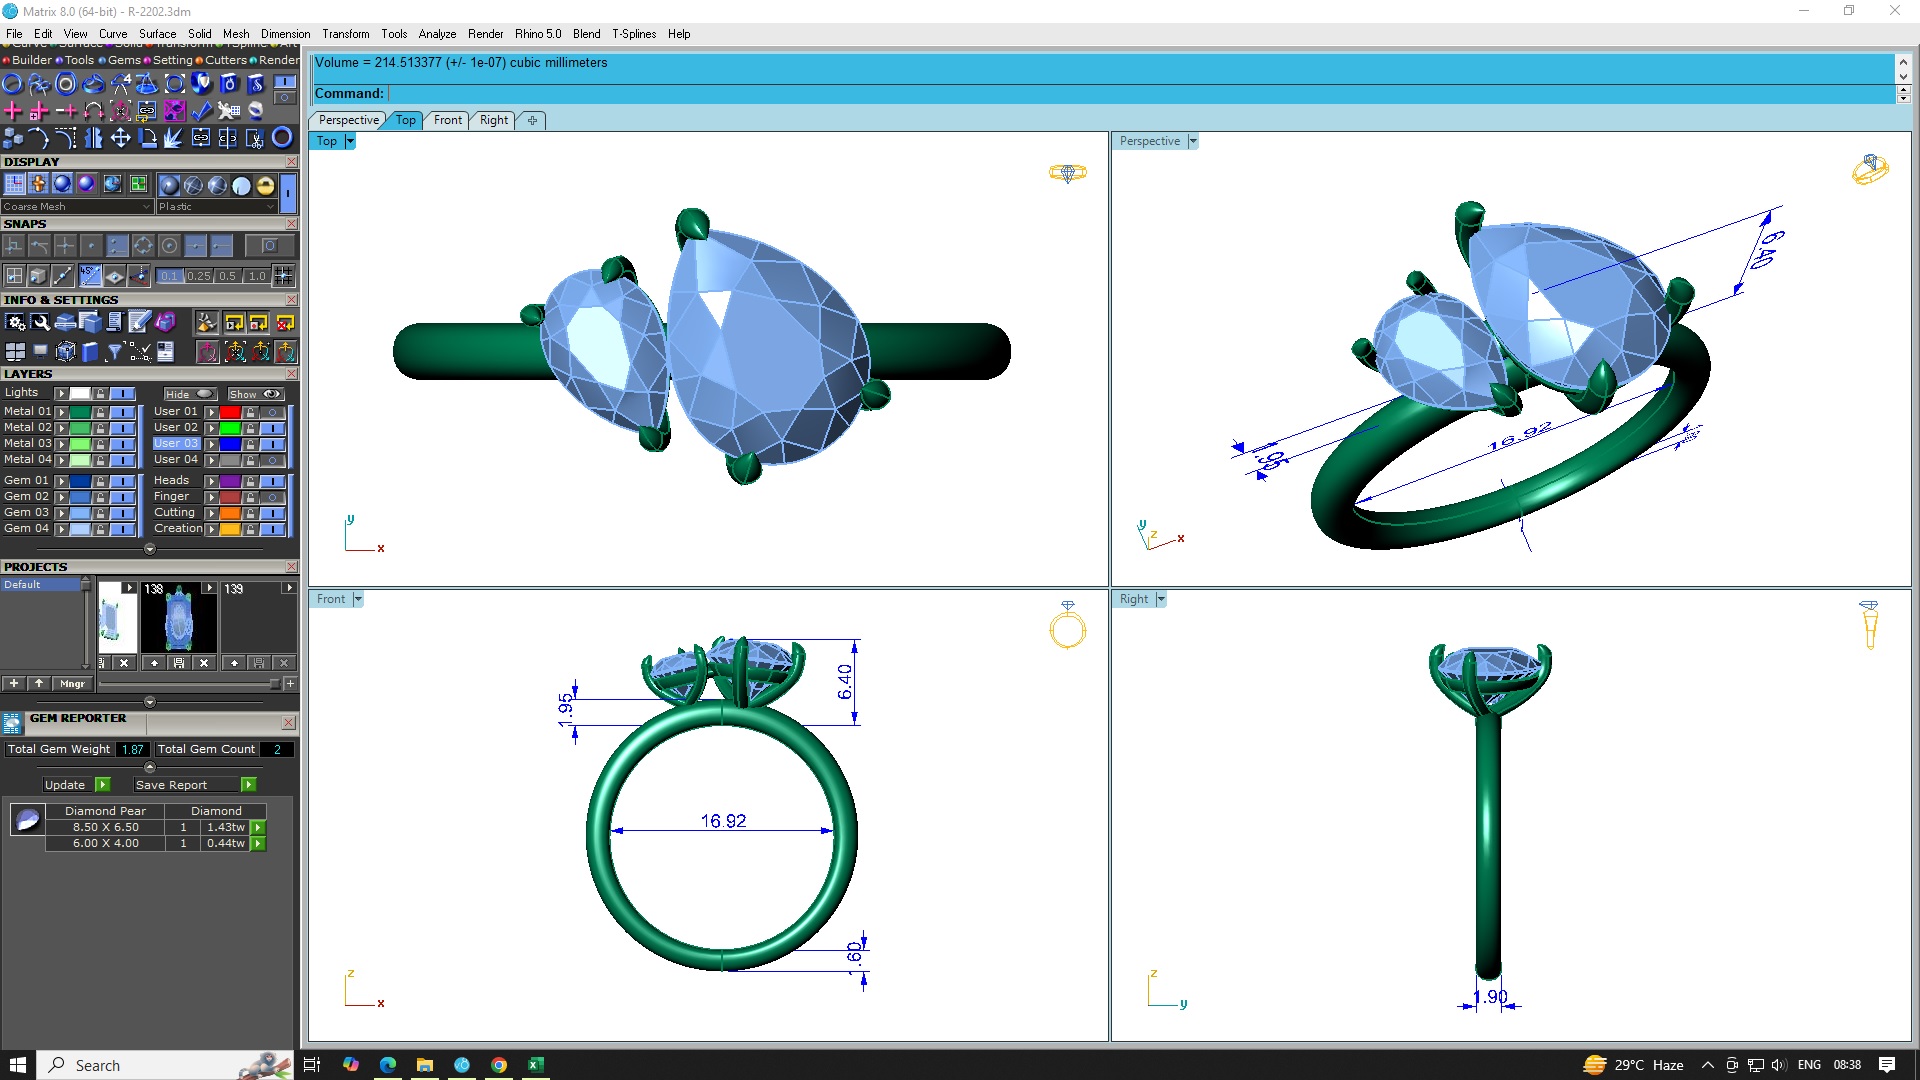 Matrix 8.0 (64-bit) - R-2202.3dm
File Edit View Curve Surface Solid Mesh Dimension Transform Tools Analyze Render Rhino 5.0 Blend T-Splines Help
Builder Tools Gems Setting Cutters Render
Volume = 214.513377 (+/- 1e-07) cubic millimeters
Command:
Perspective Top Front Right
DISPLAY
Coarse Mesh Plastic
SNAPS
45°
0.1 0.25 0.5 1.0
INFO & SETTINGS
LAYERS
Lights Hide Show
Metal 01 User 01
Metal 02 User 02
Metal 03 User 03
Metal 04 User 04
Gem 01 Heads
Gem 02 Finger
Gem 03 Cutting
Gem 04 Creation
PROJECTS
Default
138 139
Mngr
GEM REPORTER
Total Gem Weight 1.87 Total Gem Count 2
Update Save Report
Diamond Pear Diamond
8.50 X 6.50 1 1.43tw
6.00 X 4.00 1 0.44tw
Top
y
x
Perspective
6.40
16.92
1.95
y
z
x
Front
1.95
6.40
16.92
1.60
z
x
Right
1.90
z
y
Search
29°C Haze
ENG
08:38